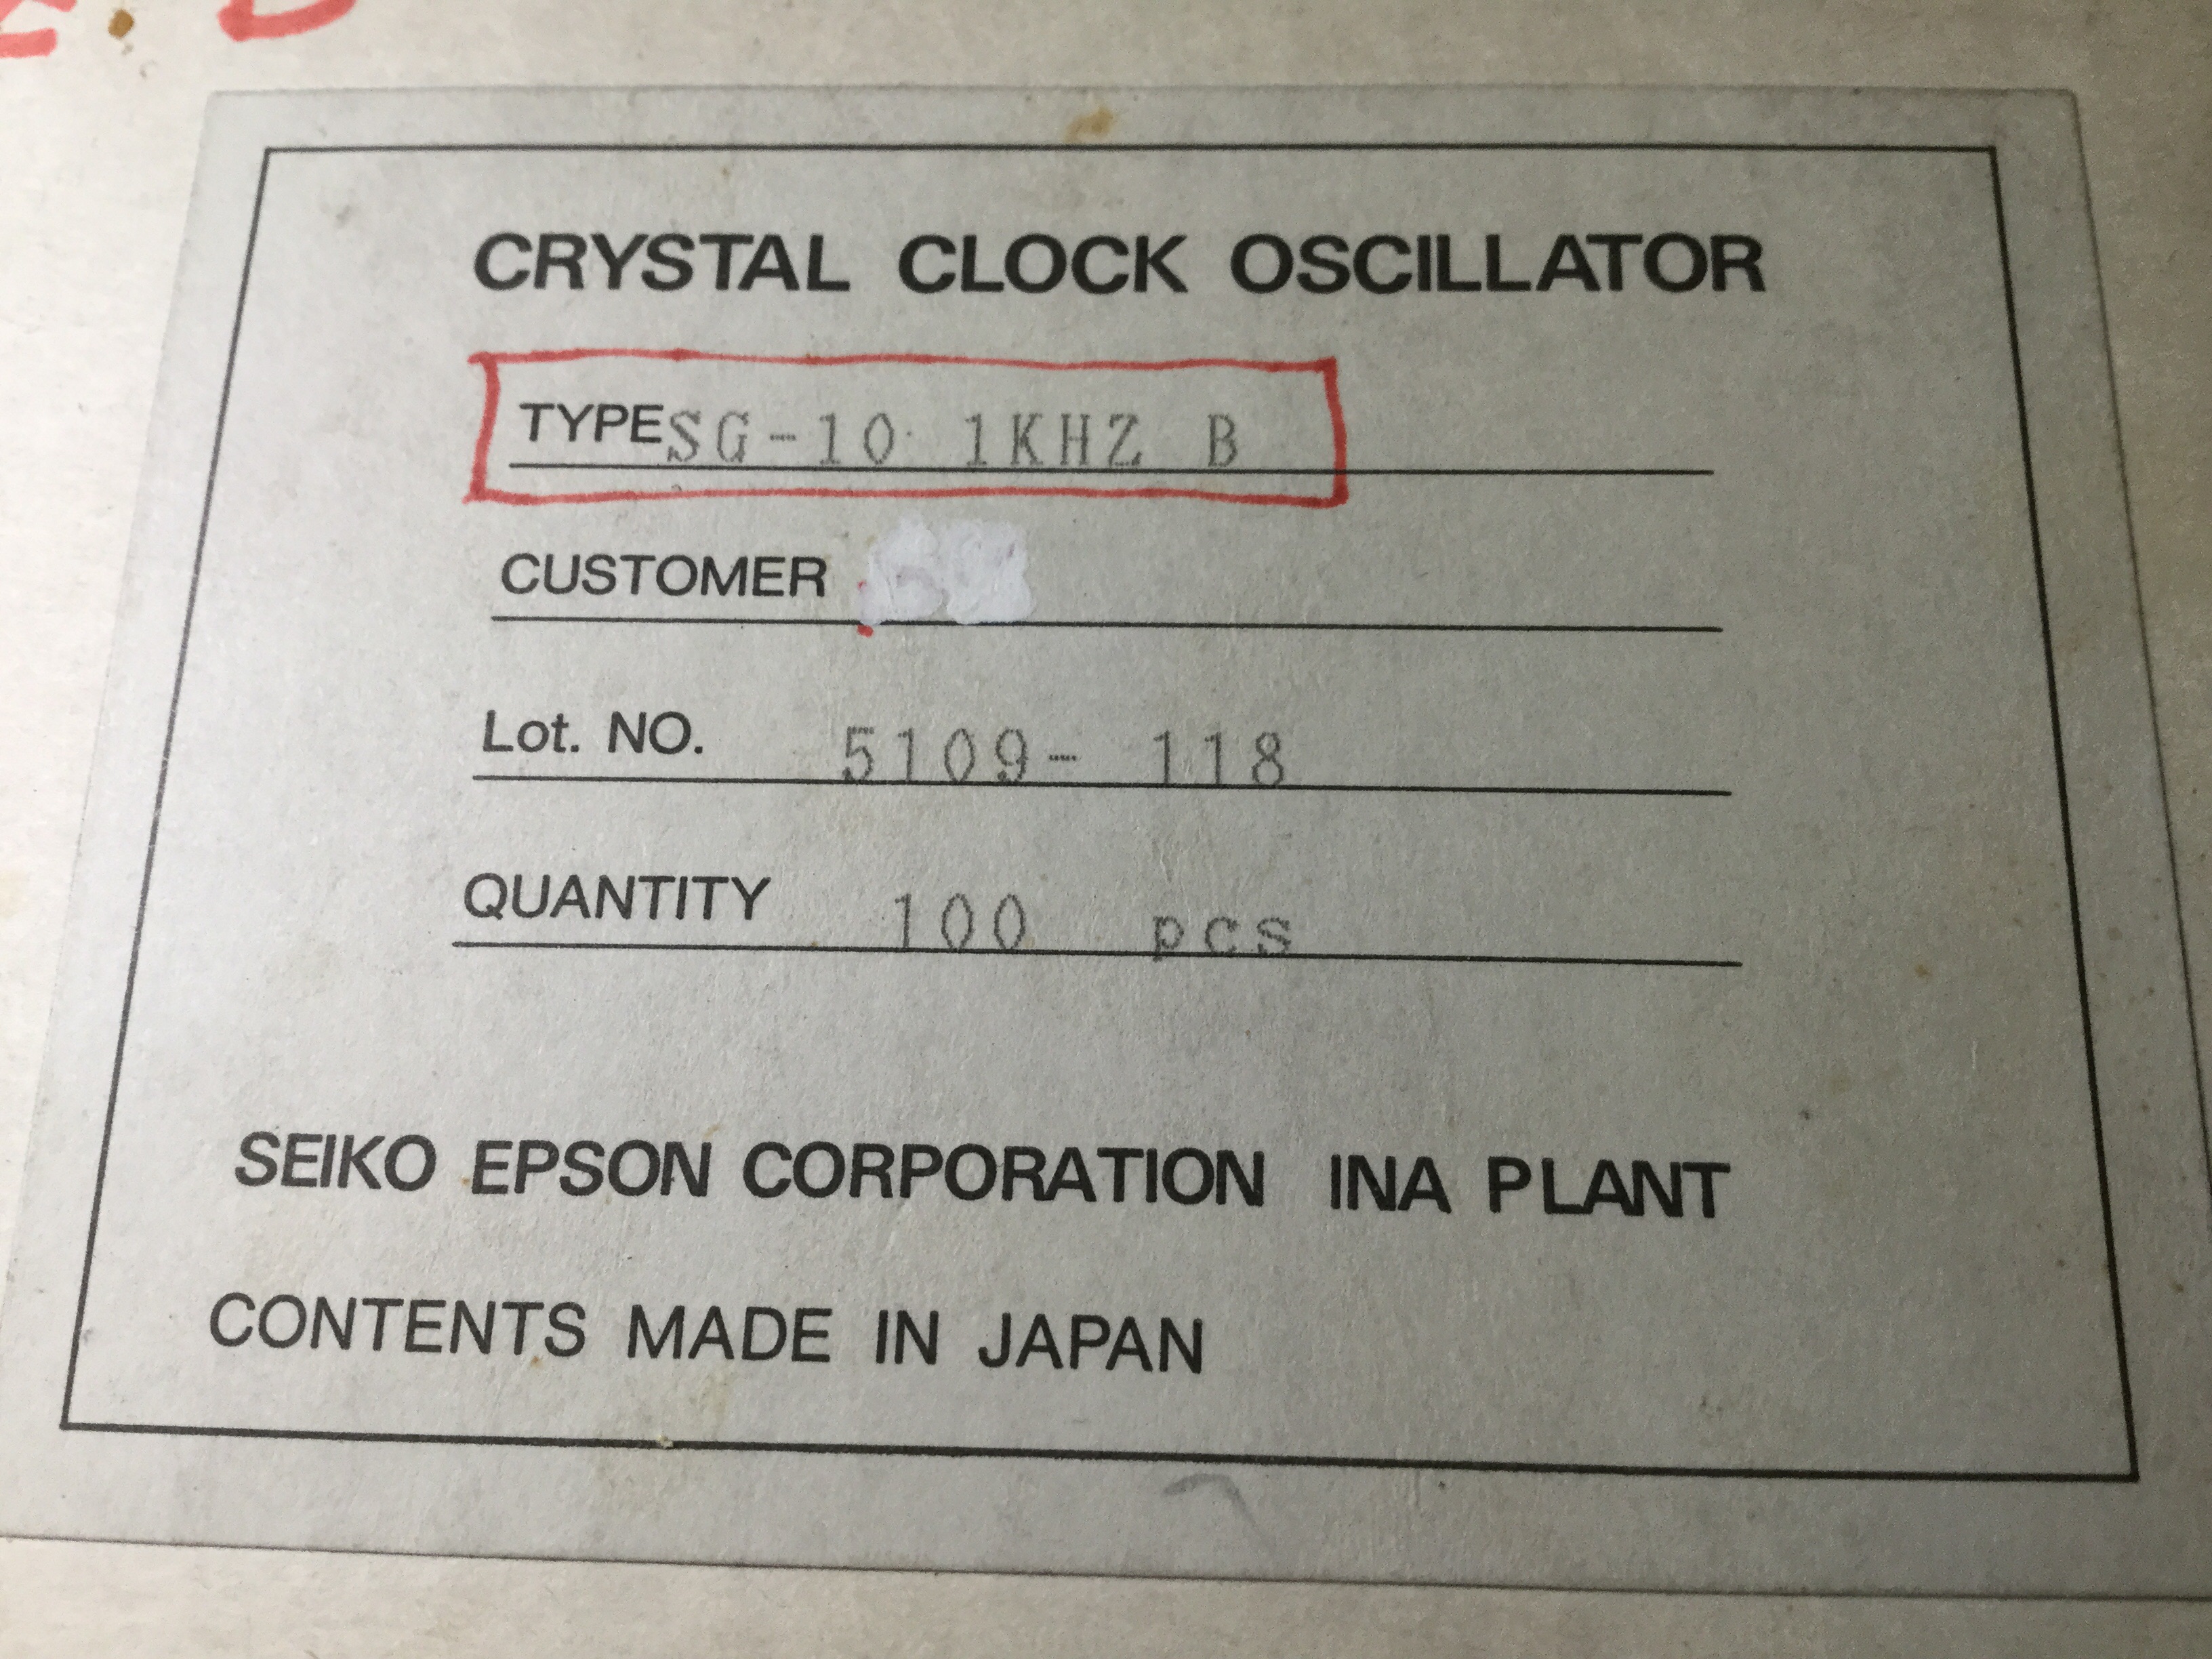 CRYSTAL CLOCK OSCILLATOR
TYPE SG-10 1KHZ B
CUSTOMER
Lot. NO. 5109- 118
QUANTITY 100 pcs
SEIKO EPSON CORPORATION INA PLANT
CONTENTS MADE IN JAPAN